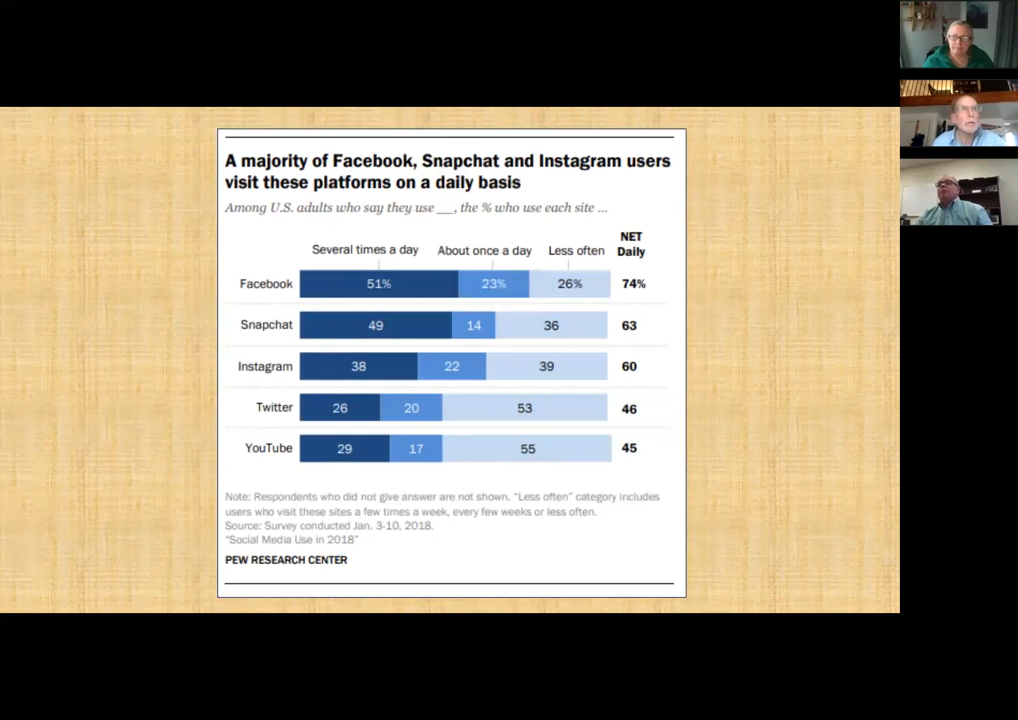 A majority of Facebook, Snapchat and Instagram users
visit these platforms on a daily basis
Among U.S. adults who say they use __, the % who use each site ...
Several times a day About once a day Less often NET Daily
Facebook 51% 23% 26% 74%
Snapchat 49 14 36 63
Instagram 38 22 39 60
Twitter 26 20 53 46
YouTube 29 17 55 45
Note: Respondents who did not give answer are not shown. “Less often” category includes
users who visit these sites a few times a week, every few weeks or less often.
Source: Survey conducted Jan. 3-10, 2018.
“Social Media Use in 2018”
PEW RESEARCH CENTER